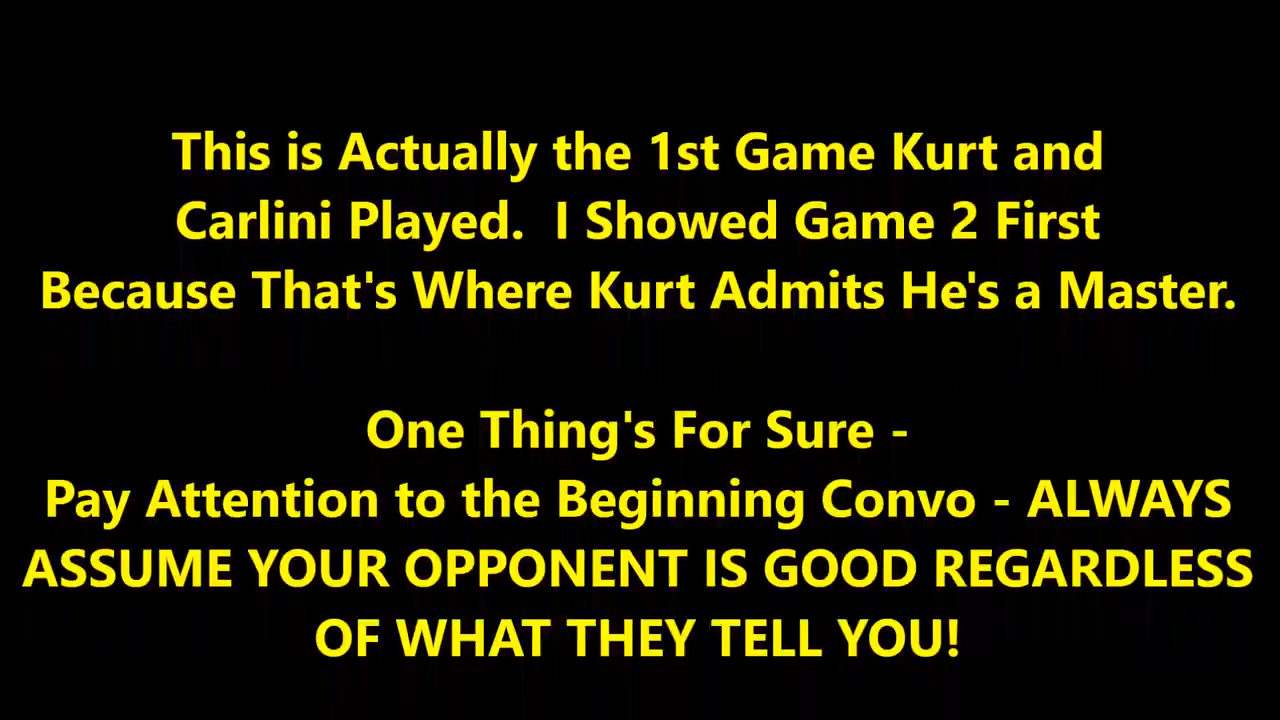 This is Actually the 1st Game Kurt and
Carlini Played.  I Showed Game 2 First
Because That's Where Kurt Admits He's a Master.
One Thing's For Sure -
Pay Attention to the Beginning Convo - ALWAYS
ASSUME YOUR OPPONENT IS GOOD REGARDLESS
OF WHAT THEY TELL YOU!